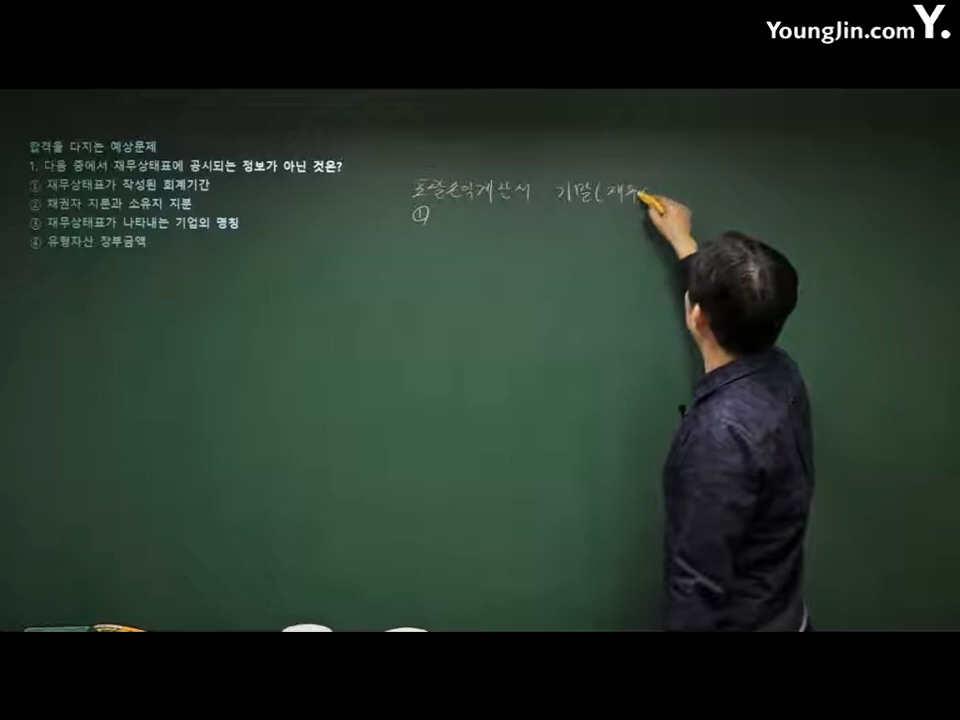 YoungJin.com Y.
합격을 다지는 예상문제
1. 다음 중에서 재무상태표에 공시되는 정보가 아닌 것은?
① 재무상태표가 작성된 회계기간
② 채권자 지분과 소유지 지분
③ 재무상태표가 나타내는 기업의 명칭
④ 유형자산 장부금액
포괄손익계산서 기말(재무
①